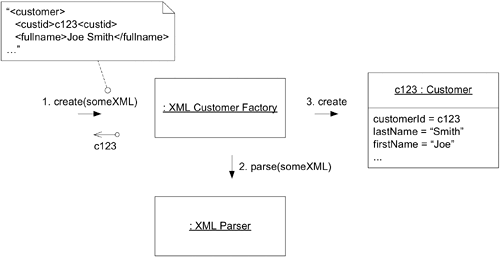 "<customer>
<custid>c123<custid>
<fullname>Joe Smith</fullname>
..."
1. create(someXML)
c123
: XML Customer Factory
3. create
c123 : Customer
customerId = c123
lastName = "Smith"
firstName = "Joe"
...
2. parse(someXML)
: XML Parser